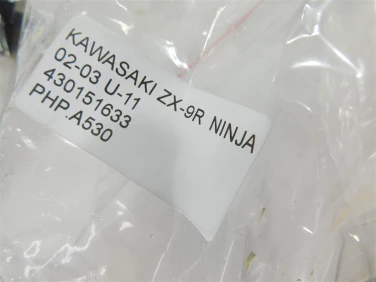 KAWASAKI ZX-9R NINJA
02-03 U-11
430151633
PHP.A530